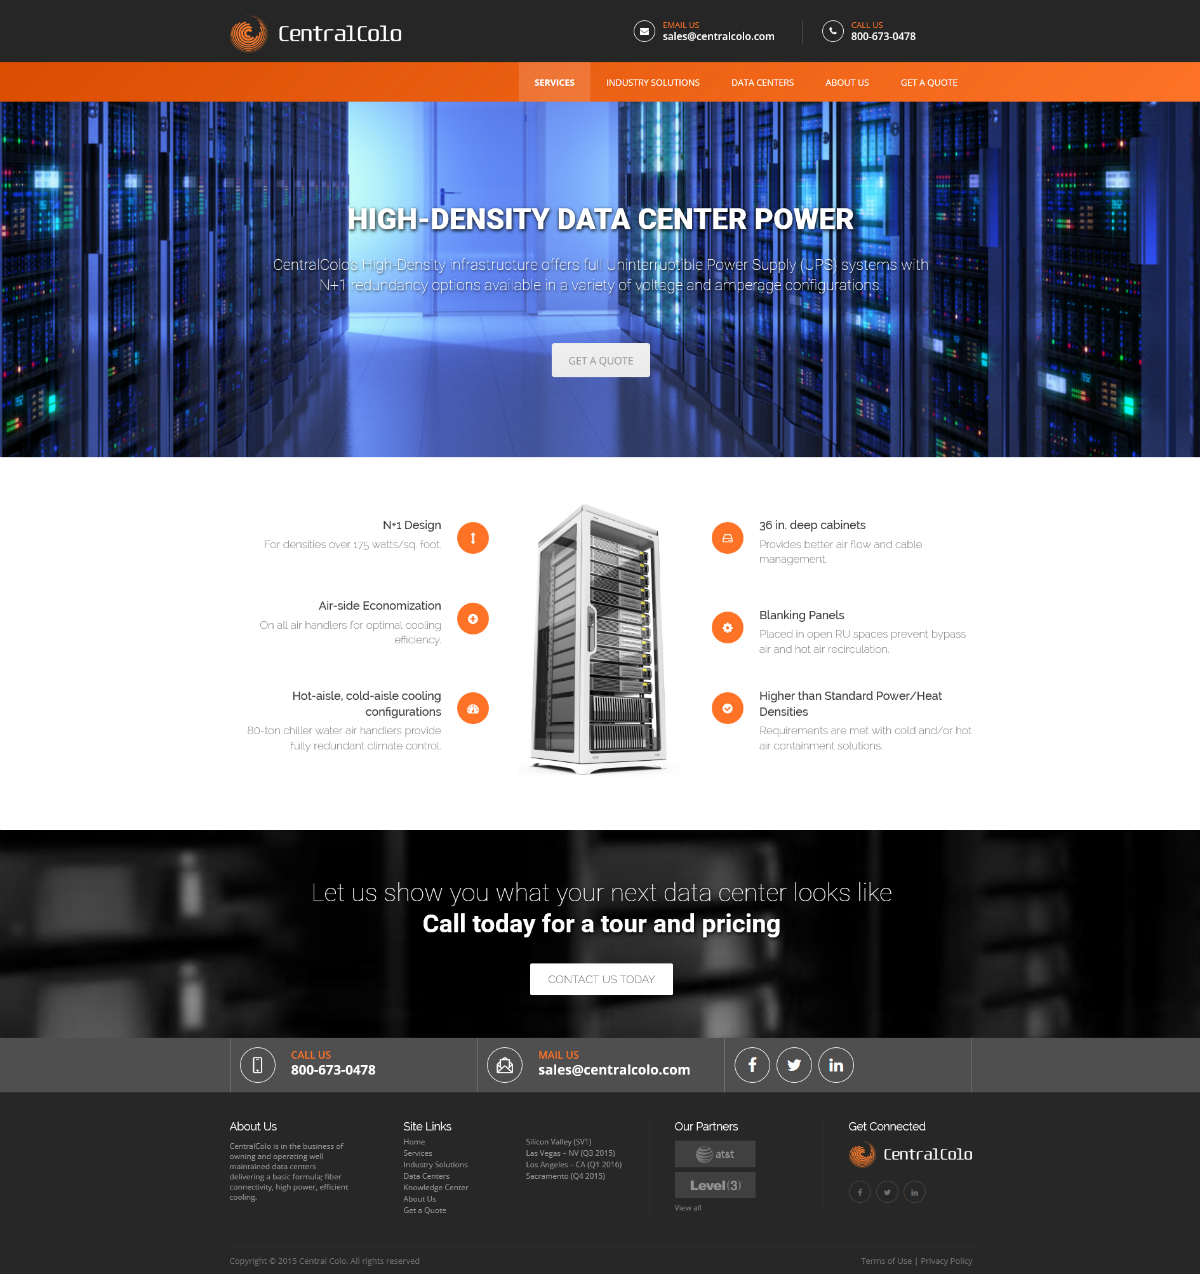 CentralColo
EMAIL US
sales@centralcolo.com
CALL US
800-673-0478
SERVICES
INDUSTRY SOLUTIONS
DATA CENTERS
ABOUT US
GET A QUOTE
HIGH-DENSITY DATA CENTER POWER
CentralColo's High-Density infrastructure offers full Uninterruptible Power Supply (UPS) systems with
N+1 redundancy options available in a variety of voltage and amperage configurations.
GET A QUOTE
N+1 Design
For densities over 175 watts/sq. foot.
Air-side Economization
On all air handlers for optimal cooling
efficiency.
Hot-aisle, cold-aisle cooling
configurations
80-ton chiller water air handlers provide
fully redundant climate control.
36 in. deep cabinets
Provides better air flow and cable
management.
Blanking Panels
Placed in open RU spaces prevent bypass
air and hot air recirculation.
Higher than Standard Power/Heat
Densities
Requirements are met with cold and/or hot
air containment solutions.
Let us show you what your next data center looks like
Call today for a tour and pricing
CONTACT US TODAY
CALL US
800-673-0478
MAIL US
sales@centralcolo.com
About Us
CentralColo is in the business of
owning and operating well
maintained data centers
delivering a basic formula; fiber
connectivity, high power, efficient
cooling.
Site Links
Home
Services
Industry Solutions
Data Centers
Knowledge Center
About Us
Get a Quote
Silicon Valley (SV1)
Las Vegas – NV (Q3 2015)
Los Angeles – CA (Q1 2016)
Sacramento (Q4 2015)
Our Partners
at&t
Level(3)
View all
Get Connected
CentralColo
Copyright © 2015 Central Colo. All rights reserved
Terms of Use | Privacy Policy